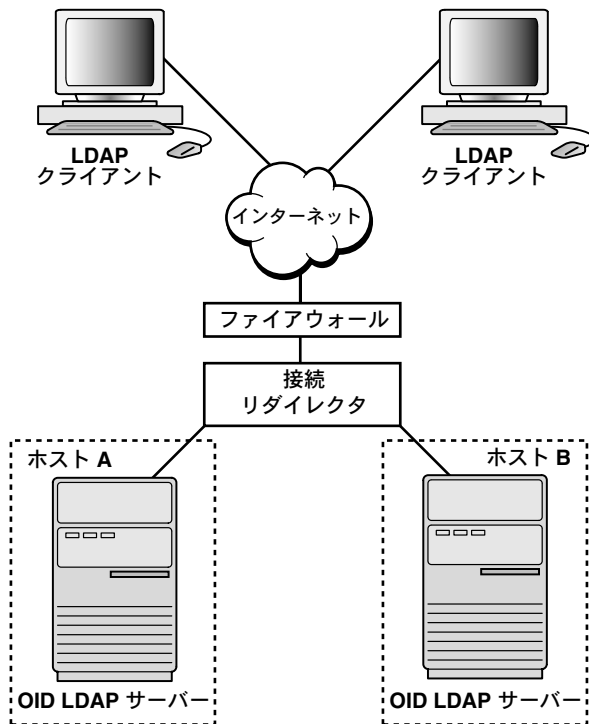 LDAP
クライアント
LDAP
クライアント
インターネット
ファイアウォール
接続
リダイレクタ
ホスト A
ホスト B
OID LDAP サーバー
OID LDAP サーバー